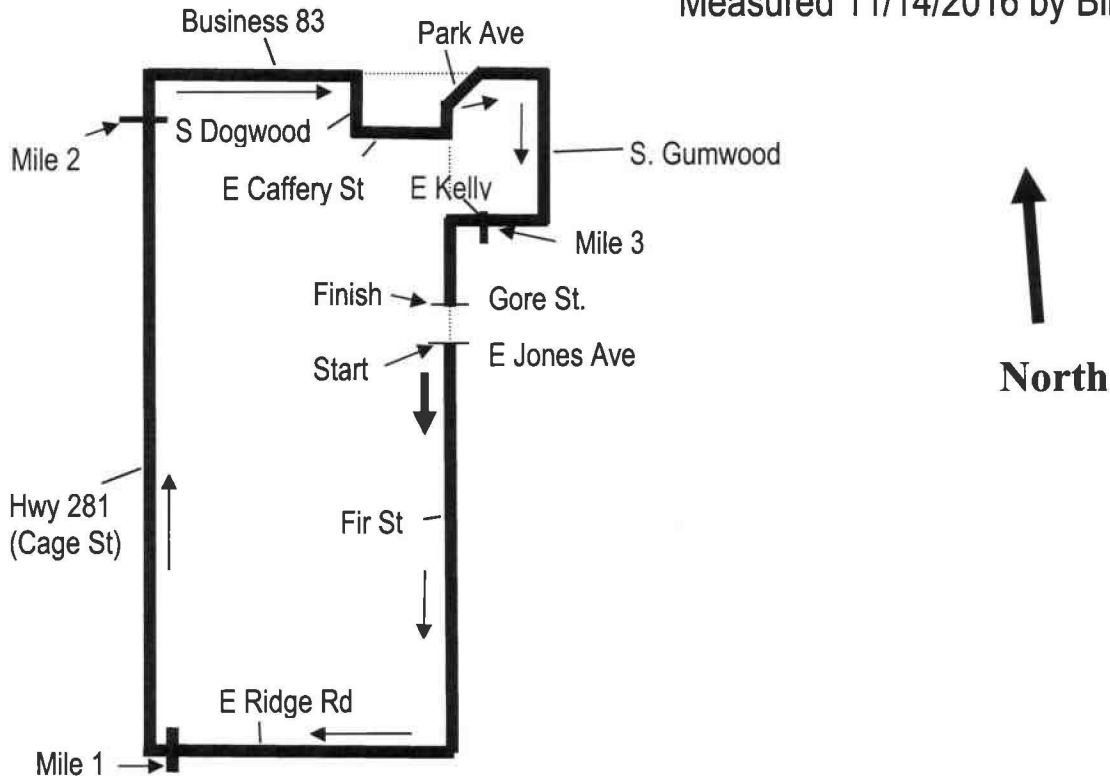 Measured 11/14/2016 by
Business 83
Park Ave
S Dogwood
Mile 2
S. Gumwood
E Caffery St
E Kelly
Mile 3
Finish
Gore St.
Start
E Jones Ave
North
Hwy 281
(Cage St)
Fir St
E Ridge Rd
Mile 1